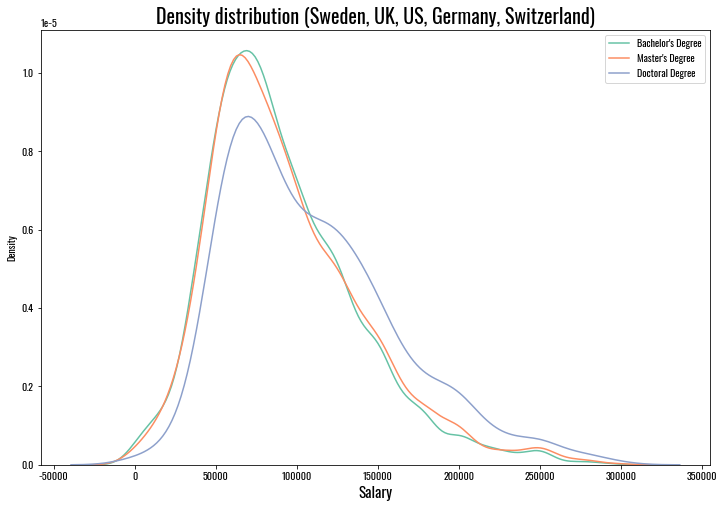 Density distribution (Sweden, UK, US, Germany, Switzerland)
1e-5
Bachelor's Degree
Master's Degree
Doctoral Degree
1.0
0.8
0.6
0.4
0.2
0.0
Density
-50000 0 50000 100000 150000 200000 250000 300000 350000
Salary